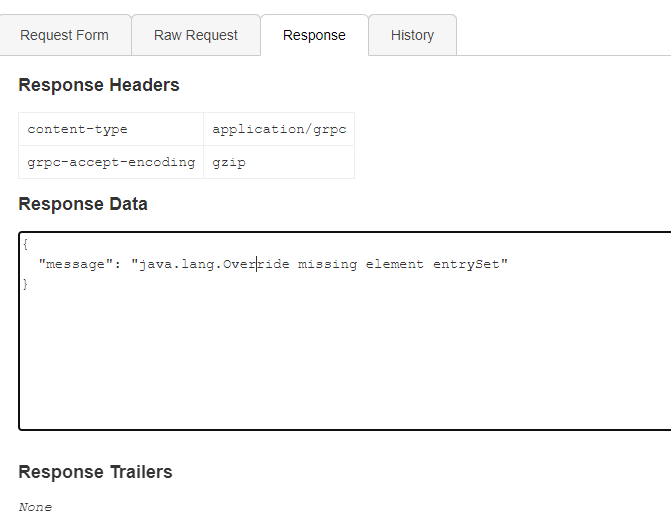 Request Form Raw Request Response History
Response Headers
content-type application/grpc
grpc-accept-encoding gzip
Response Data
{
"message": "java.lang.Override missing element entrySet"
}
Response Trailers
None